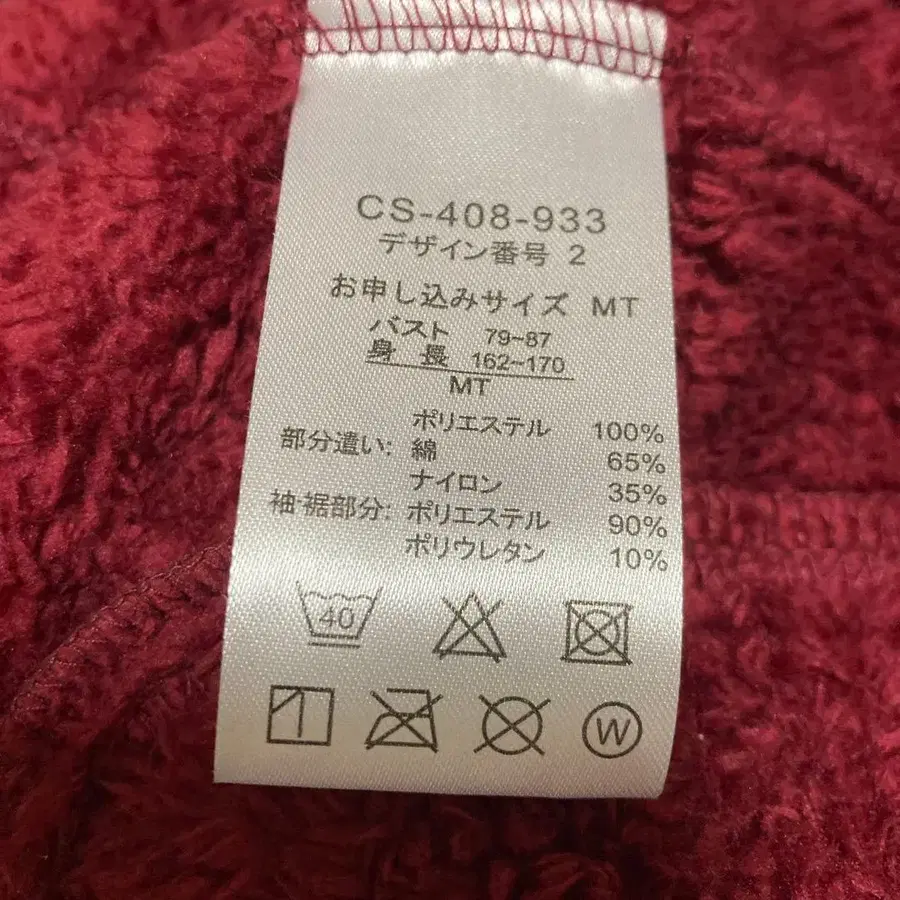 CS-408-933
デザイン番号 2
お申し込みサイズ MT
バスト 79~87
身長 162~170
MT
ポリエステル 100%
部分遣い: 綿 65%
ナイロン 35%
袖·裾部分: ポリエステル 90%
ポリウレタン 10%
40
W